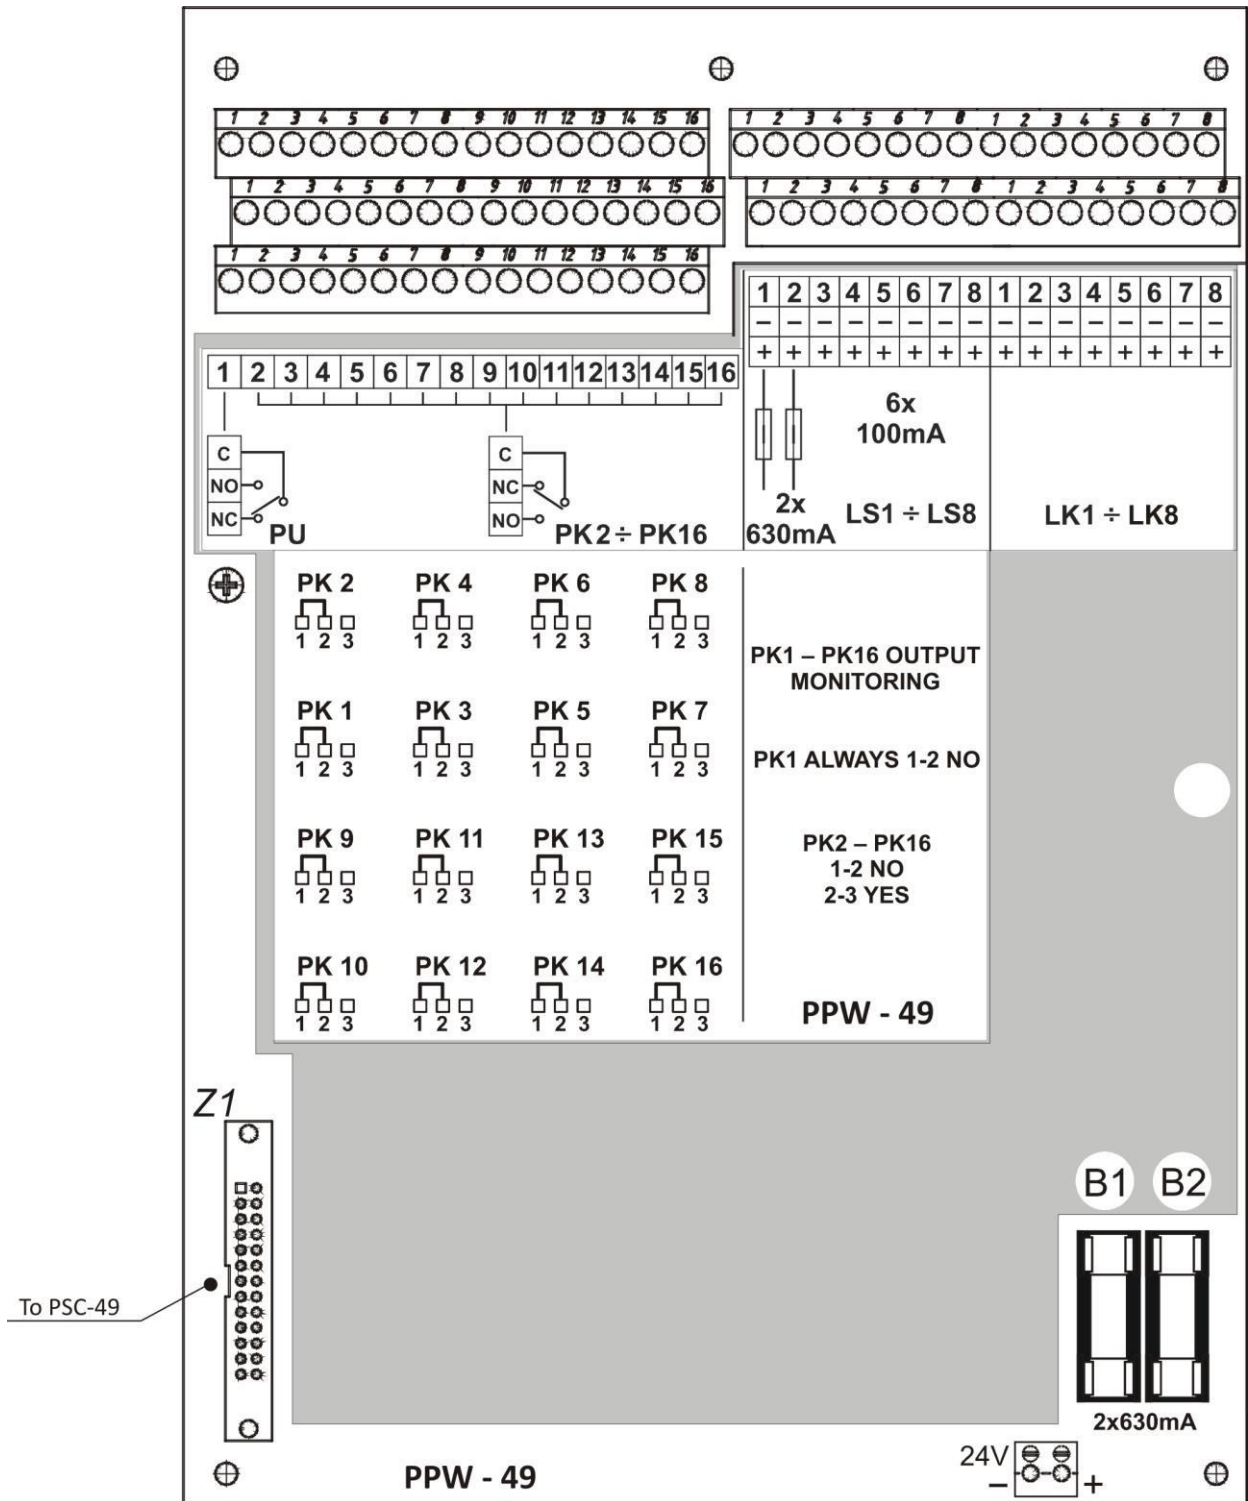 1 2 3 4 5 6 7 8 9 10 11 12 13 14 15 16
1 2 3 4 5 6 7 8 1 2 3 4 5 6 7 8
1 2 3 4 5 6 7 8 9 10 11 12 13 14 15 16
1 2 3 4 5 6 7 8 1 2 3 4 5 6 7 8
1 2 3 4 5 6 7 8 9 10 11 12 13 14 15 16
1 2 3 4 5 6 7 8 1 2 3 4 5 6 7 8
− − − − − − − − − − − − − − − −
+ + + + + + + + + + + + + + + +
1 2 3 4 5 6 7 8 9 10 11 12 13 14 15 16
C
NO
NC
PU
C
NC
NO
PK2 ÷ PK16
2x
630mA
6x
100mA
LS1 ÷ LS8
LK1 ÷ LK8
PK 2 PK 4 PK 6 PK 8
1 2 3 1 2 3 1 2 3 1 2 3
PK 1 PK 3 PK 5 PK 7
1 2 3 1 2 3 1 2 3 1 2 3
PK 9 PK 11 PK 13 PK 15
1 2 3 1 2 3 1 2 3 1 2 3
PK 10 PK 12 PK 14 PK 16
1 2 3 1 2 3 1 2 3 1 2 3
PK1 – PK16 OUTPUT
MONITORING
PK1 ALWAYS 1-2 NO
PK2 – PK16
1-2 NO
2-3 YES
PPW - 49
Z1
To PSC-49
B1 B2
2x630mA
24V
− +
PPW - 49